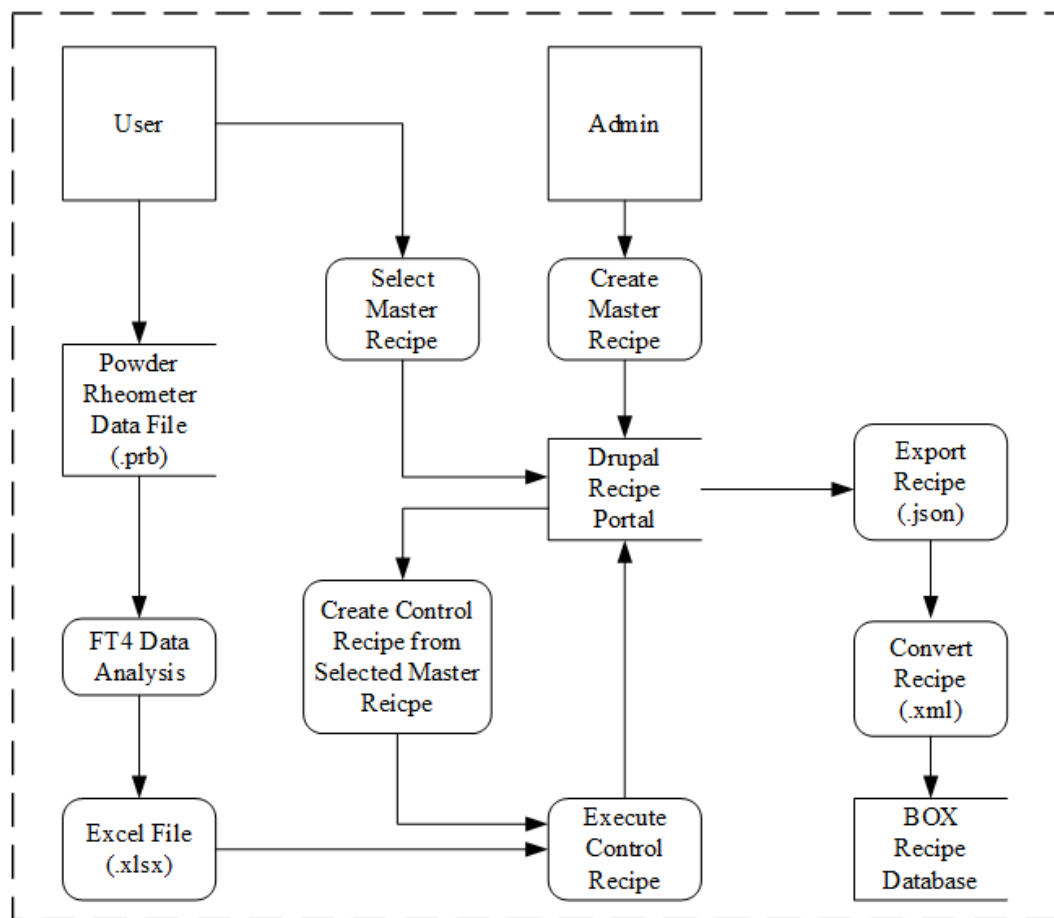 User
Admin
Select
Master
Recipe
Create
Master
Recipe
Powder
Rheometer
Data File
(.prb)
Drupal
Recipe
Portal
Export
Recipe
(.json)
Create Control
Recipe from
Selected Master
Reicpe
FT4 Data
Analysis
Convert
Recipe
(.xml)
Excel File
(.xlsx)
Execute
Control
Recipe
BOX
Recipe
Database